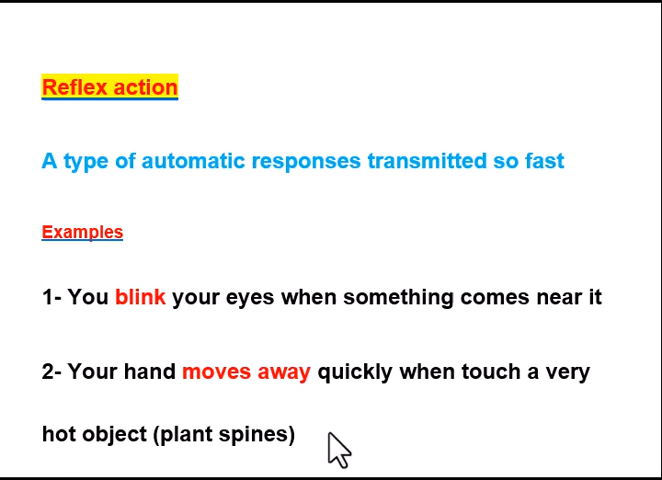 Reflex action
A type of automatic responses transmitted so fast
Examples
1- You blink your eyes when something comes near it
2- Your hand moves away quickly when touch a very
hot object (plant spines)